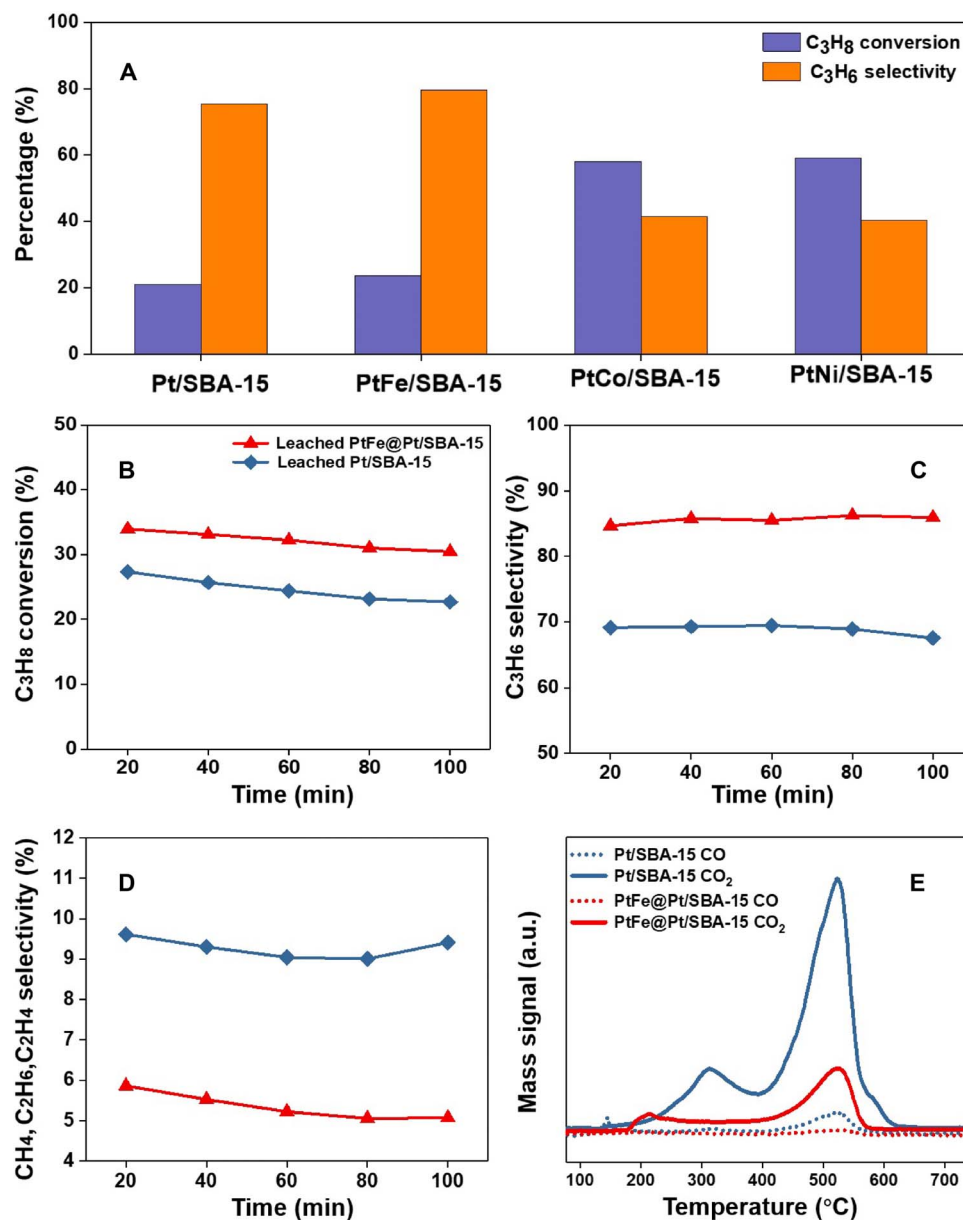 A
C₃H₈ conversion
C₃H₆ selectivity
Percentage (%)
100
80
60
40
20
0
Pt/SBA-15 PtFe/SBA-15 PtCo/SBA-15 PtNi/SBA-15
B
Leached PtFe@Pt/SBA-15
Leached Pt/SBA-15
C₃H₈ conversion (%)
50
40
30
20
10
0
20 40 60 80 100
Time (min)
C
C₃H₆ selectivity (%)
100
90
80
70
60
50
20 40 60 80 100
Time (min)
D
CH₄, C₂H₆,C₂H₄ selectivity (%)
12
11
10
9
8
7
6
5
4
20 40 60 80 100
Time (min)
E
Pt/SBA-15 CO
Pt/SBA-15 CO₂
PtFe@Pt/SBA-15 CO
PtFe@Pt/SBA-15 CO₂
Mass signal (a.u.)
100 200 300 400 500 600 700
Temperature (°C)